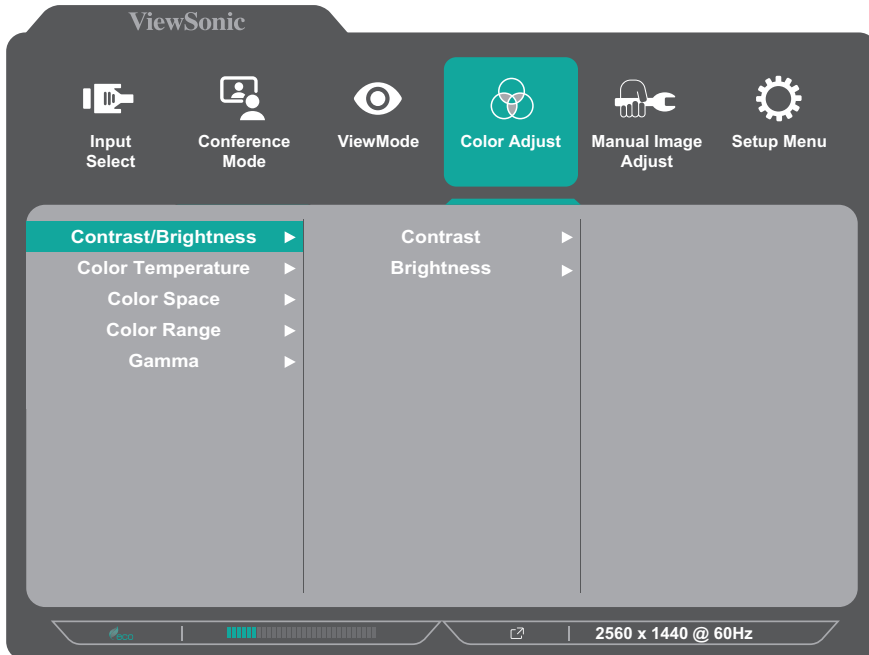 ViewSonic
Input
Select
Conference
Mode
ViewMode
Color Adjust
Manual Image
Adjust
Setup Menu
Contrast/Brightness
Color Temperature
Color Space
Color Range
Gamma
Contrast
Brightness
eco
2560 x 1440 @ 60Hz